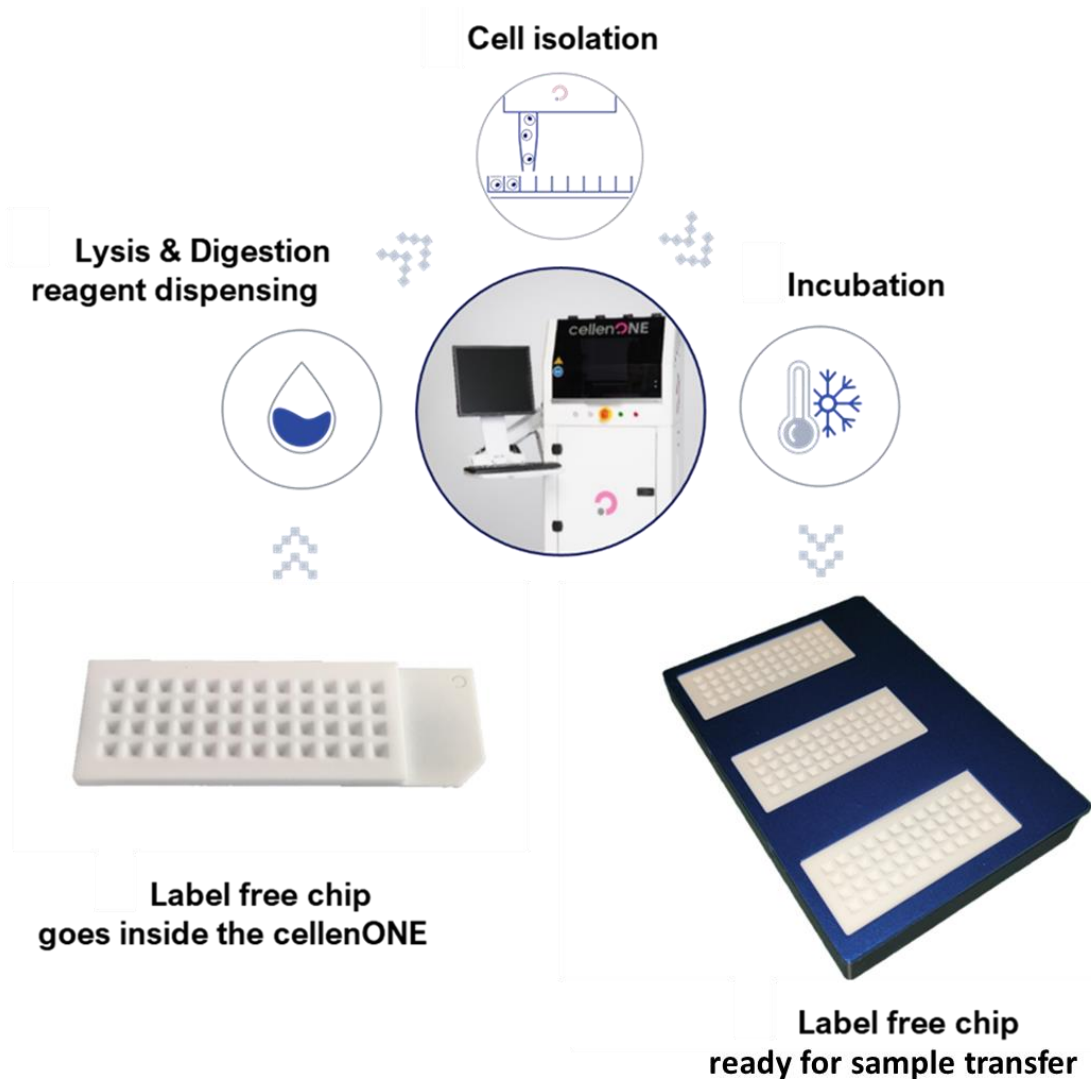 Cell isolation
Lysis & Digestion
reagent dispensing
Incubation
cellenONE
Label free chip
goes inside the cellenONE
Label free chip
ready for sample transfer